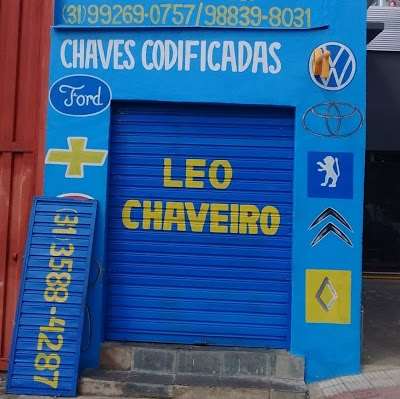 (31)99269-0757/98839-8031
CHAVES CODIFICADAS
Ford
LEO
CHAVEIRO
31)3588-4287